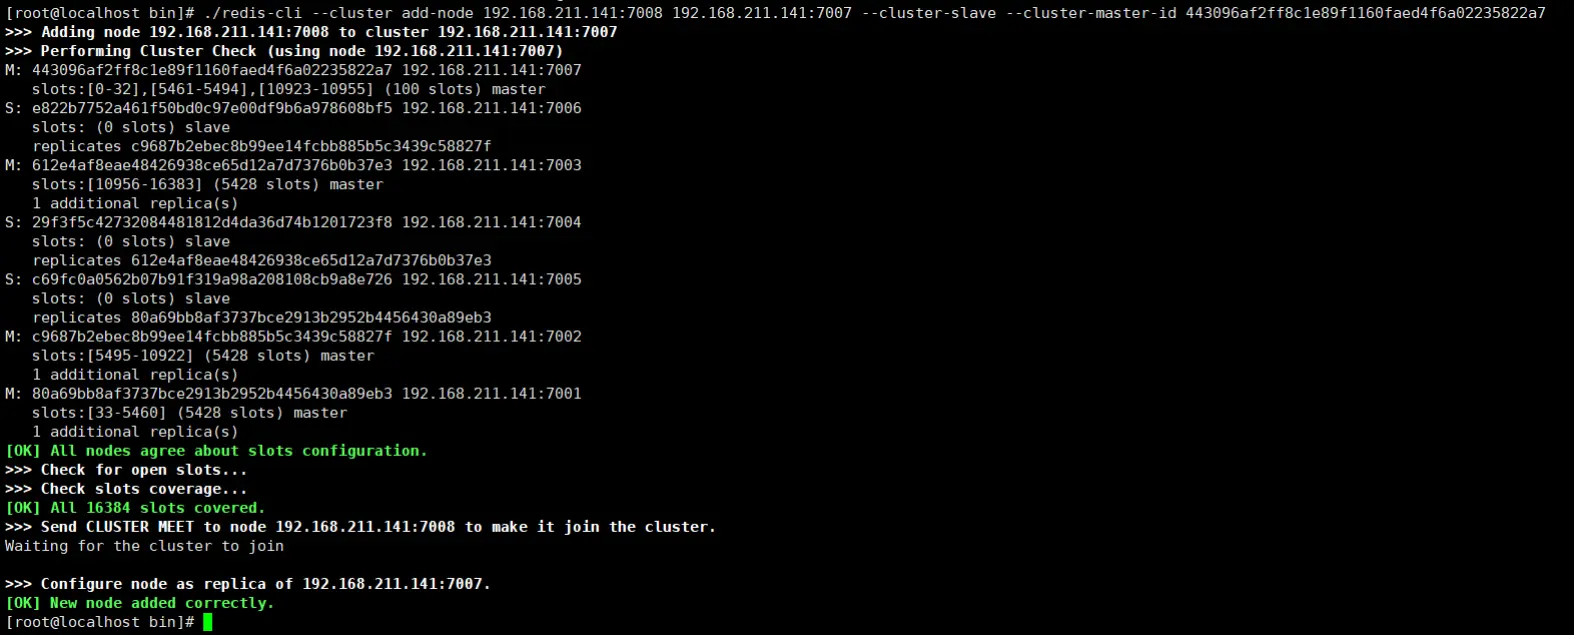 [root@localhost bin]# ./redis-cli --cluster add-node 192.168.211.141:7008 192.168.211.141:7007 --cluster-slave --cluster-master-id 443096af2ff8c1e89f1160faed4f6a02235822a7
>>> Adding node 192.168.211.141:7008 to cluster 192.168.211.141:7007
>>> Performing Cluster Check (using node 192.168.211.141:7007)
M: 443096af2ff8c1e89f1160faed4f6a02235822a7 192.168.211.141:7007
   slots:[0-32],[5461-5494],[10923-10955] (100 slots) master
S: e822b7752a461f50bd0c97e00df9b6a978608bf5 192.168.211.141:7006
   slots: (0 slots) slave
   replicates c9687b2ebec8b99ee14fcbb885b5c3439c58827f
M: 612e4af8eae48426938ce65d12a7d7376b0b37e3 192.168.211.141:7003
   slots:[10956-16383] (5428 slots) master
   1 additional replica(s)
S: 29f3f5c42732084481812d4da36d74b1201723f8 192.168.211.141:7004
   slots: (0 slots) slave
   replicates 612e4af8eae48426938ce65d12a7d7376b0b37e3
S: c69fc0a0562b07b91f319a98a208108cb9a8e726 192.168.211.141:7005
   slots: (0 slots) slave
   replicates 80a69bb8af3737bce2913b2952b4456430a89eb3
M: c9687b2ebec8b99ee14fcbb885b5c3439c58827f 192.168.211.141:7002
   slots:[5495-10922] (5428 slots) master
   1 additional replica(s)
M: 80a69bb8af3737bce2913b2952b4456430a89eb3 192.168.211.141:7001
   slots:[33-5460] (5428 slots) master
   1 additional replica(s)
[OK] All nodes agree about slots configuration.
>>> Check for open slots...
>>> Check slots coverage...
[OK] All 16384 slots covered.
>>> Send CLUSTER MEET to node 192.168.211.141:7008 to make it join the cluster.
Waiting for the cluster to join
>>> Configure node as replica of 192.168.211.141:7007.
[OK] New node added correctly.
[root@localhost bin]#